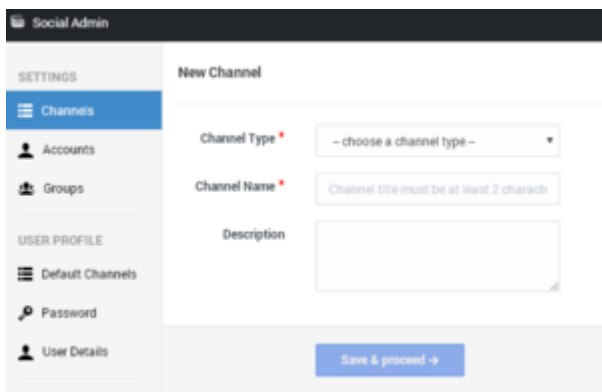 Social Admin
SETTINGS
Channels
Accounts
Groups
USER PROFILE
Default Channels
Password
User Details
New Channel
Channel Type *
-- choose a channel type --
Channel Name *
Channel title must be at least 2 characte
Description
Save & proceed →